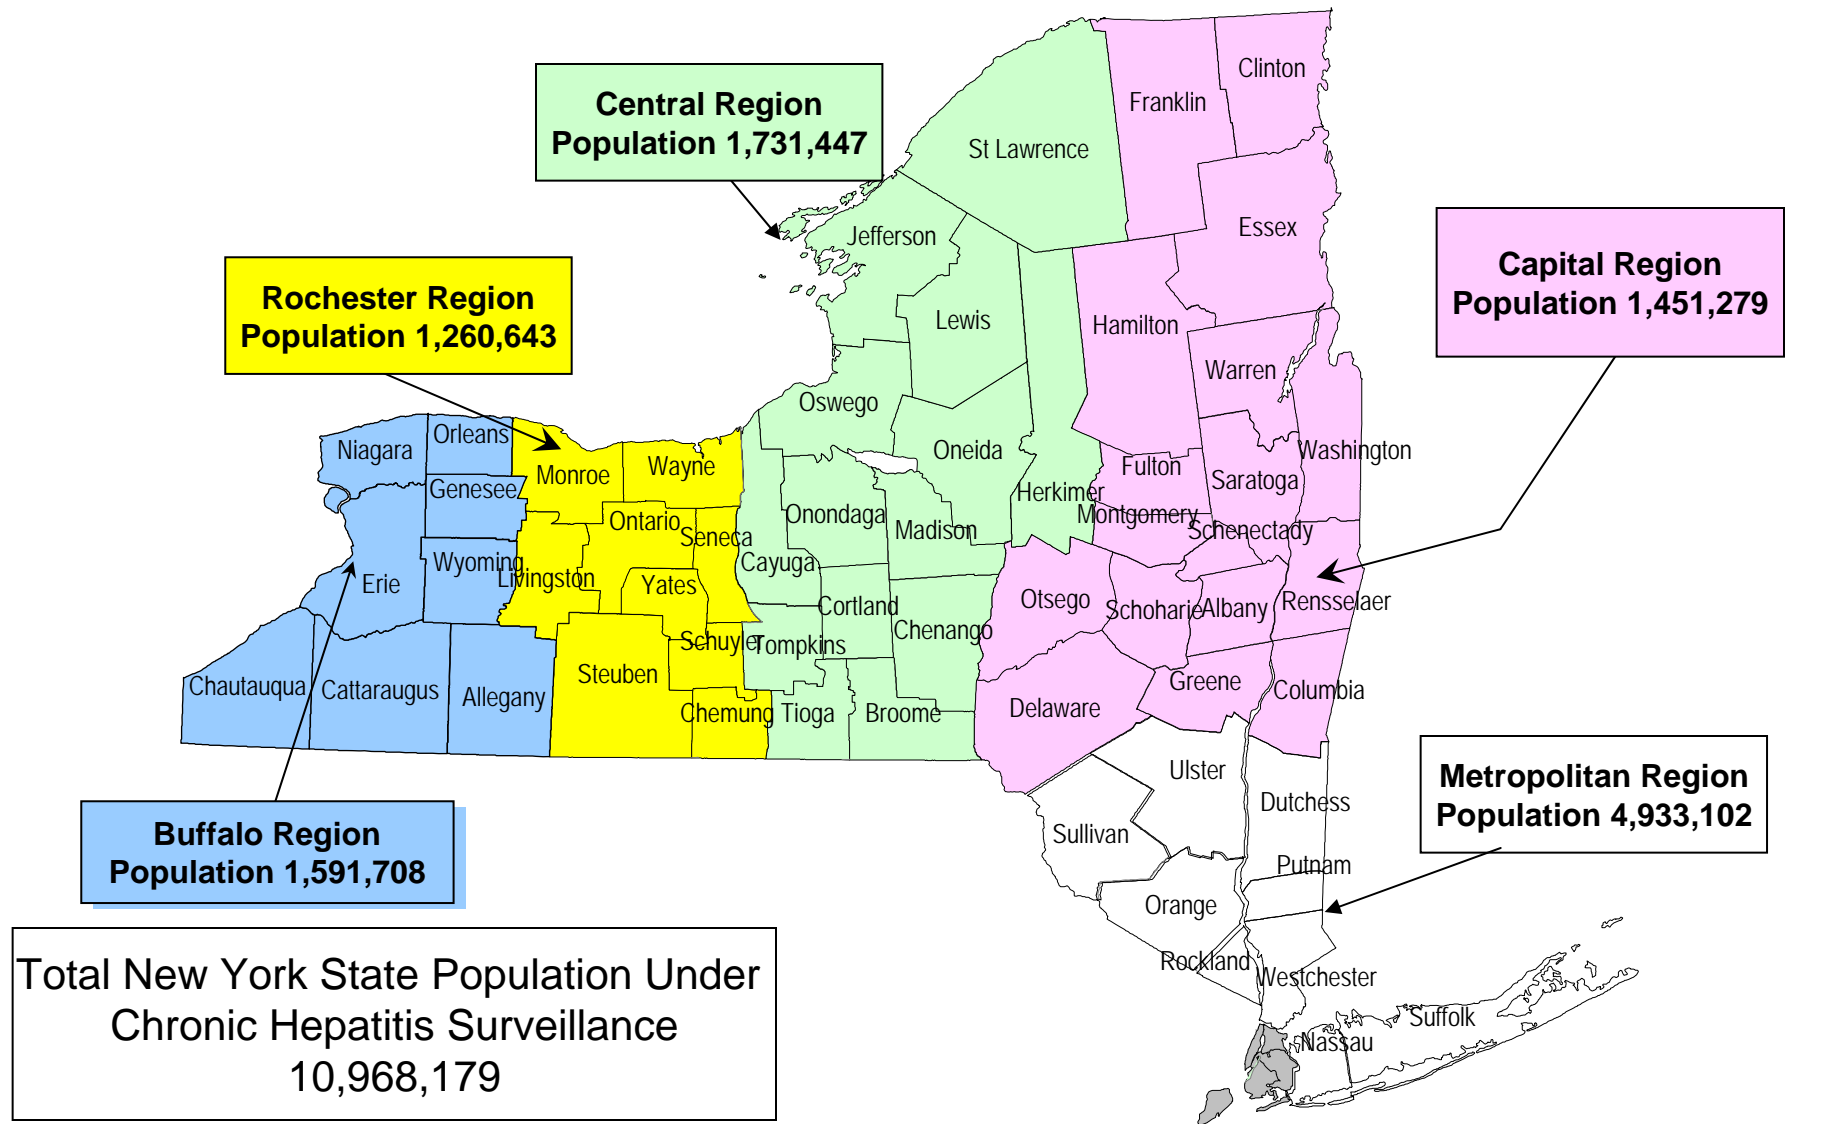 Central Region
Population 1,731,447
Clinton
Franklin
St Lawrence
Essex
Jefferson
Capital Region
Population 1,451,279
Rochester Region
Population 1,260,643
Lewis
Hamilton
Warren
Oswego
Niagara
Orleans
Monroe
Wayne
Oneida
Fulton
Washington
Saratoga
Genesee
Herkimer
Ontario
Onondaga
Montgomery
Seneca
Madison
Schenectady
Wyoming
Livingston
Cayuga
Erie
Yates
Cortland
Otsego
Schoharie
Albany
Rensselaer
Chenango
Schuyler
Tompkins
Steuben
Chautauqua
Cattaraugus
Allegany
Greene
Columbia
Chemung
Tioga
Broome
Delaware
Ulster
Metropolitan Region
Population 4,933,102
Dutchess
Buffalo Region
Population 1,591,708
Sullivan
Putnam
Orange
Rockland
Westchester
Total New York State Population Under
Chronic Hepatitis Surveillance
10,968,179
Suffolk
Nassau